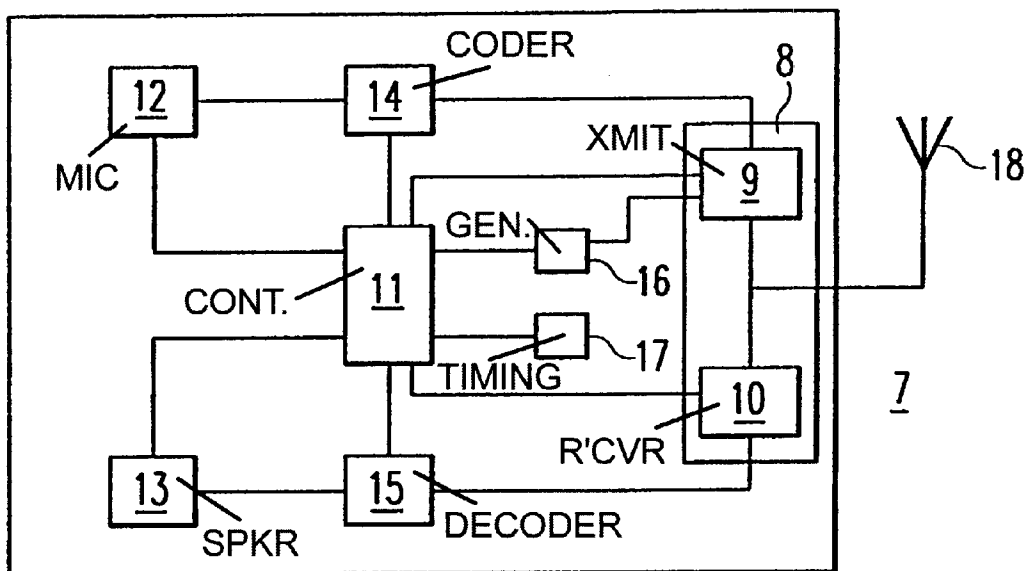 CODER
8
12
14
XMIT
9
18
MIC
GEN.
16
CONT.
11
17
TIMING
7
10
R'CVR
13
15
SPKR
DECODER